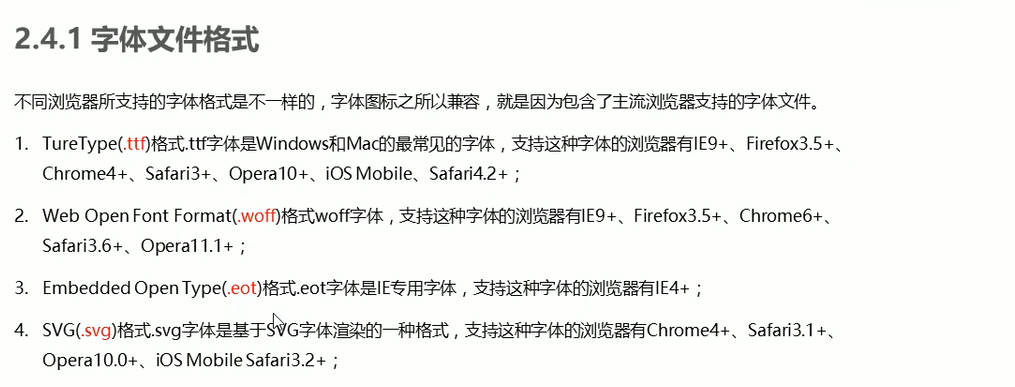 2.4.1 字体文件格式
不同浏览器所支持的字体格式是不一样的，字体图标之所以兼容，就是因为包含了主流浏览器支持的字体文件。
1. TureType(.ttf)格式.ttf字体是Windows和Mac的最常见的字体，支持这种字体的浏览器有IE9+、Firefox3.5+、
Chrome4+、Safari3+、Opera10+、iOS Mobile、Safari4.2+；
2. Web Open Font Format(.woff)格式woff字体，支持这种字体的浏览器有IE9+、Firefox3.5+、Chrome6+、
Safari3.6+、Opera11.1+；
3. Embedded Open Type(.eot)格式.eot字体是IE专用字体，支持这种字体的浏览器有IE4+；
4. SVG(.svg)格式.svg字体是基于SVG字体渲染的一种格式，支持这种字体的浏览器有Chrome4+、Safari3.1+、
Opera10.0+、iOS Mobile Safari3.2+；